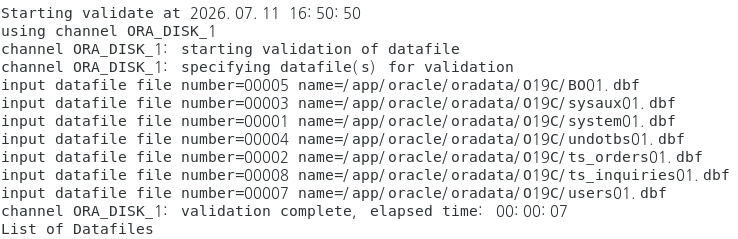 Starting validate at 2026.07.11 16:50:50
using channel ORA_DISK_1
channel ORA_DISK_1: starting validation of datafile
channel ORA_DISK_1: specifying datafile(s) for validation
input datafile file number=00005 name=/app/oracle/oradata/O19C/BO01.dbf
input datafile file number=00003 name=/app/oracle/oradata/O19C/sysaux01.dbf
input datafile file number=00001 name=/app/oracle/oradata/O19C/system01.dbf
input datafile file number=00004 name=/app/oracle/oradata/O19C/undotbs01.dbf
input datafile file number=00002 name=/app/oracle/oradata/O19C/ts_orders01.dbf
input datafile file number=00008 name=/app/oracle/oradata/O19C/ts_inquiries01.dbf
input datafile file number=00007 name=/app/oracle/oradata/O19C/users01.dbf
channel ORA_DISK_1: validation complete, elapsed time: 00:00:07
List of Datafiles